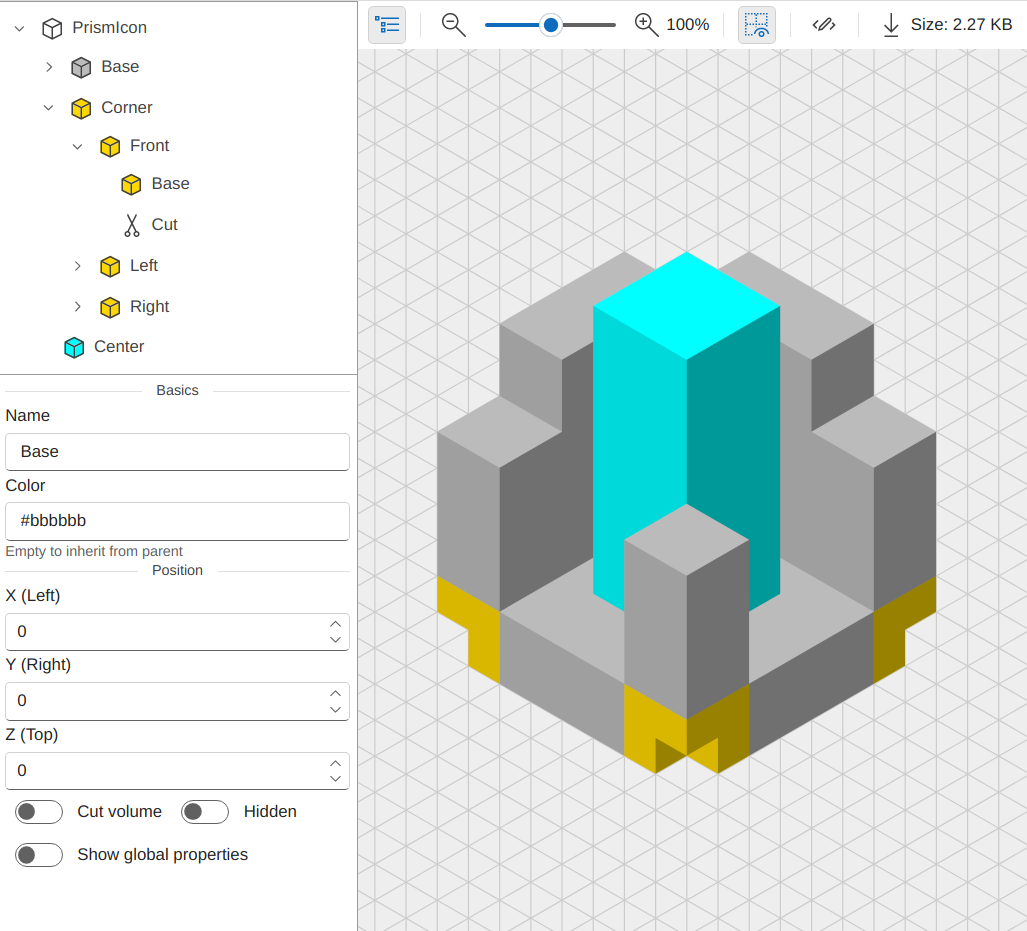 PrismIcon
Base
Corner
Front
Base
Cut
Left
Right
Center
Basics
Name
Base
Color
#bbbbbb
Empty to inherit from parent
Position
X (Left)
0
Y (Right)
0
Z (Top)
0
Cut volume Hidden
Show global properties
100% Size: 2.27 KB